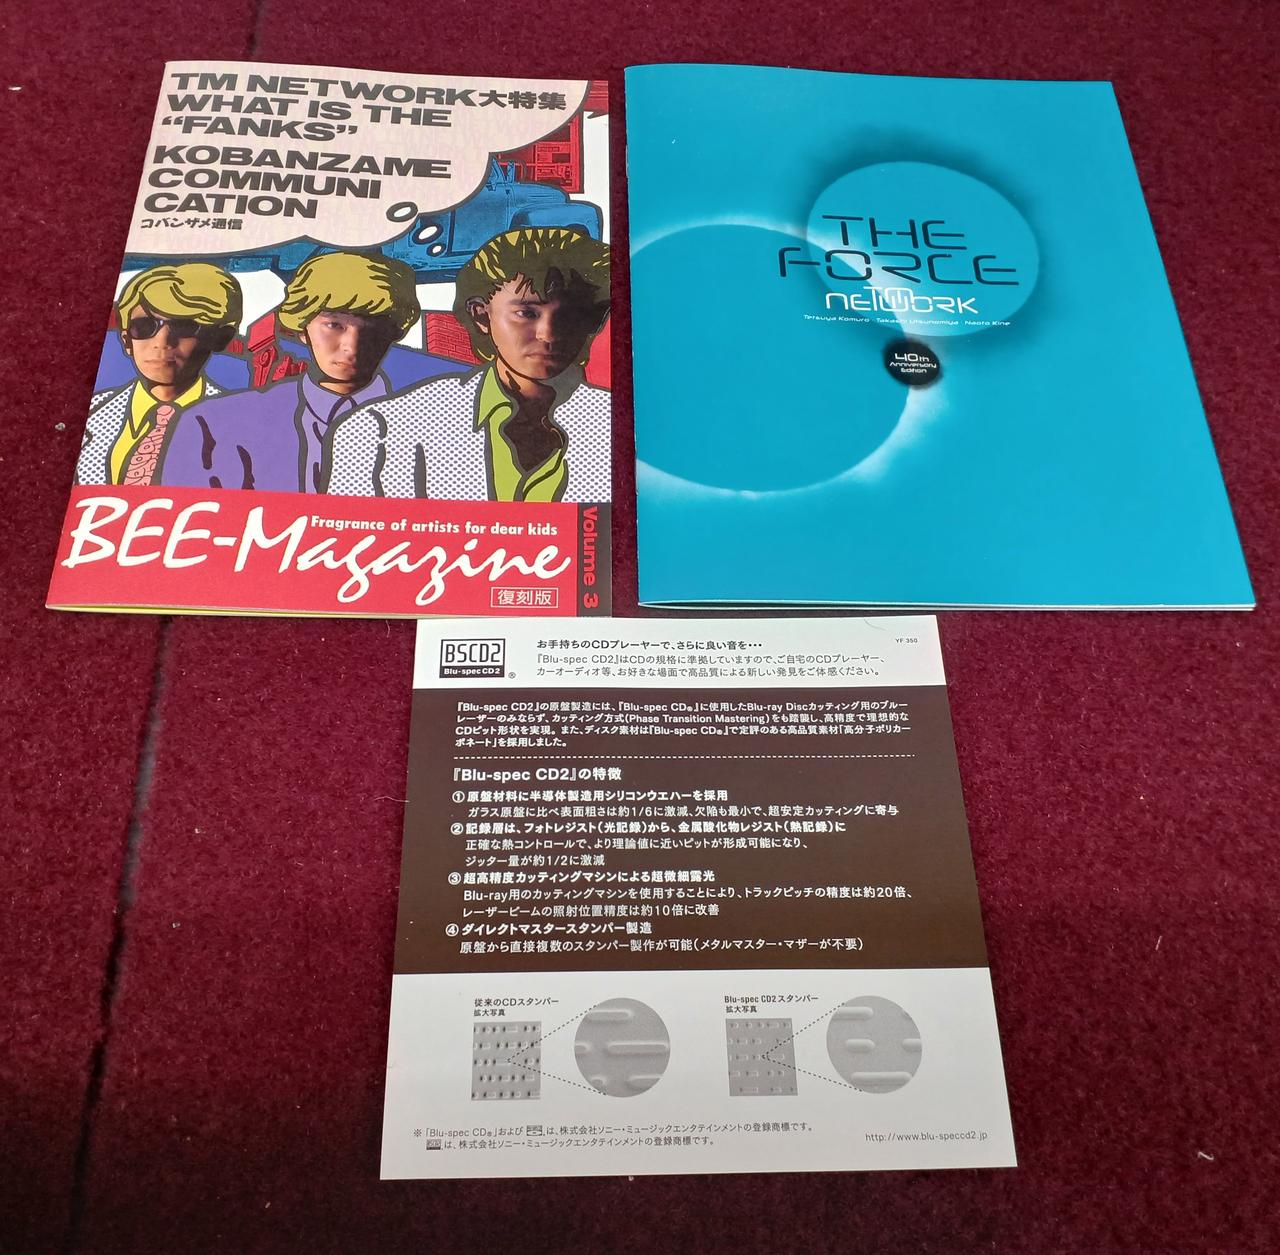 TM NETWORK大特集
WHAT IS THE
“FANKS”
KOBANZAME
COMMUNI
CATION
コバンザメ通信
BEE-Magazine
Fragrance of artists for dear kids
Volume 3
復刻版
THE
FORCE
TM NETWORK
Tetsuya Komuro · Takashi Utsunomiya · Naoto Kine
40th
Anniversary
Edition
BSCD2
Blu-spec CD2
®
お手持ちのCDプレーヤーで、さらに良い音を・・・
YF 350
『Blu-spec CD2』はCDの規格に準拠していますので、ご自宅のCDプレーヤー、
カーオーディオ等、お好きな場面で高品質による新しい発見をご体感ください。
『Blu-spec CD2』の原盤製造には、『Blu-spec CD®』に使用したBlu-ray Discカッティング用のブルー
レーザーのみならず、カッティング方式(Phase Transition Mastering)をも踏襲し、高精度で理想的な
CDピット形状を実現。また、ディスク素材は『Blu-spec CD®』で定評のある高品質素材「高分子ポリカー
ボネート」を採用しました。
『Blu-spec CD2』の特徴
① 原盤材料に半導体製造用シリコンウエハーを採用
ガラス原盤に比べ表面粗さは約1/6に激減、欠陥も最小で、超安定カッティングに寄与
② 記録層は、フォトレジスト(光記録)から、金属酸化物レジスト(熱記録)に
正確な熱コントロールで、より理論値に近いピットが形成可能になり、
ジッター量が約1/2に激減
③ 超高精度カッティングマシンによる超微細露光
Blu-ray用のカッティングマシンを使用することにより、トラックピッチの精度は約20倍、
レーザービームの照射位置精度は約10倍に改善
④ ダイレクトマスタースタンパー製造
原盤から直接複数のスタンパー製作が可能(メタルマスター・マザーが不要)
従来のCDスタンパー
拡大写真
Blu-spec CD2スタンパー
拡大写真
※「Blu-spec CD®」および は、株式会社ソニー・ミュージックエンタテインメントの登録商標です。
は、株式会社ソニー・ミュージックエンタテインメントの登録商標です。
http://www.blu-speccd2.jp